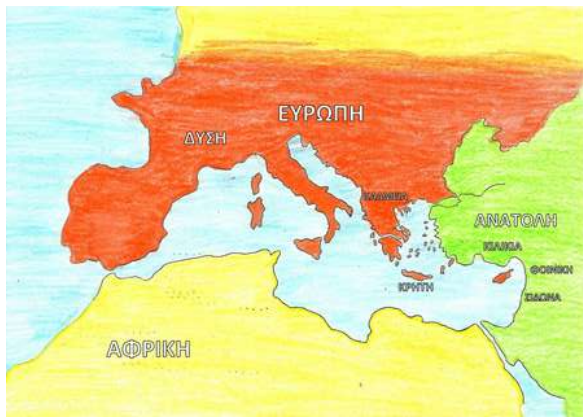 ΕΥΡΩΠΗ
ΔΥΣΗ
ΚΑΔΜΕΙΑ
ΑΝΑΤΟΛΗ
ΚΙΛΙΚΙΑ
ΦΟΙΝΙΚΗ
ΚΡΗΤΗ
ΣΙΔΩΝΑ
ΑΦΡΙΚΗ